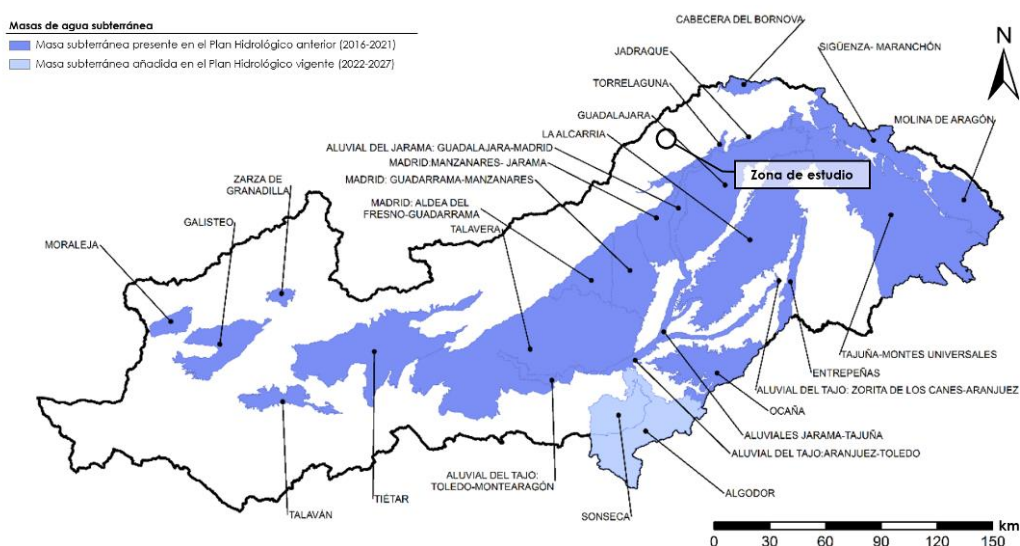 Masas de agua subterránea
Masa subterránea presente en el Plan Hidrológico anterior (2016-2021)
Masa subterránea añadida en el Plan Hidrológico vigente (2022-2027)
CABECERA DEL BORNOVA
N
JADRAQUE
SIGÜENZA- MARANCHÓN
TORRELAGUNA
GUADALAJARA
MOLINA DE ARAGÓN
LA ALCARRIA
ALUVIAL DEL JARAMA: GUADALAJARA-MADRID
MADRID:MANZANARES- JARAMA
Zona de estudio
MADRID: GUADARRAMA-MANZANARES
ZARZA DE
GRANADILLA
MADRID: ALDEA DEL
FRESNO-GUADARRAMA
GALISTEO
TALAVERA
MORALEJA
TAJUÑA-MONTES UNIVERSALES
ENTREPEÑAS
ALUVIAL DEL TAJO: ZORITA DE LOS CANES-ARANJUEZ
OCAÑA
ALUVIALES JARAMA-TAJUÑA
ALUVIAL DEL TAJO:ARANJUEZ-TOLEDO
ALUVIAL DEL TAJO:
TOLEDO-MONTEARAGÓN
ALGODOR
TIÉTAR
TALAVÁN
SONSECA
km
0 30 60 90 120 150